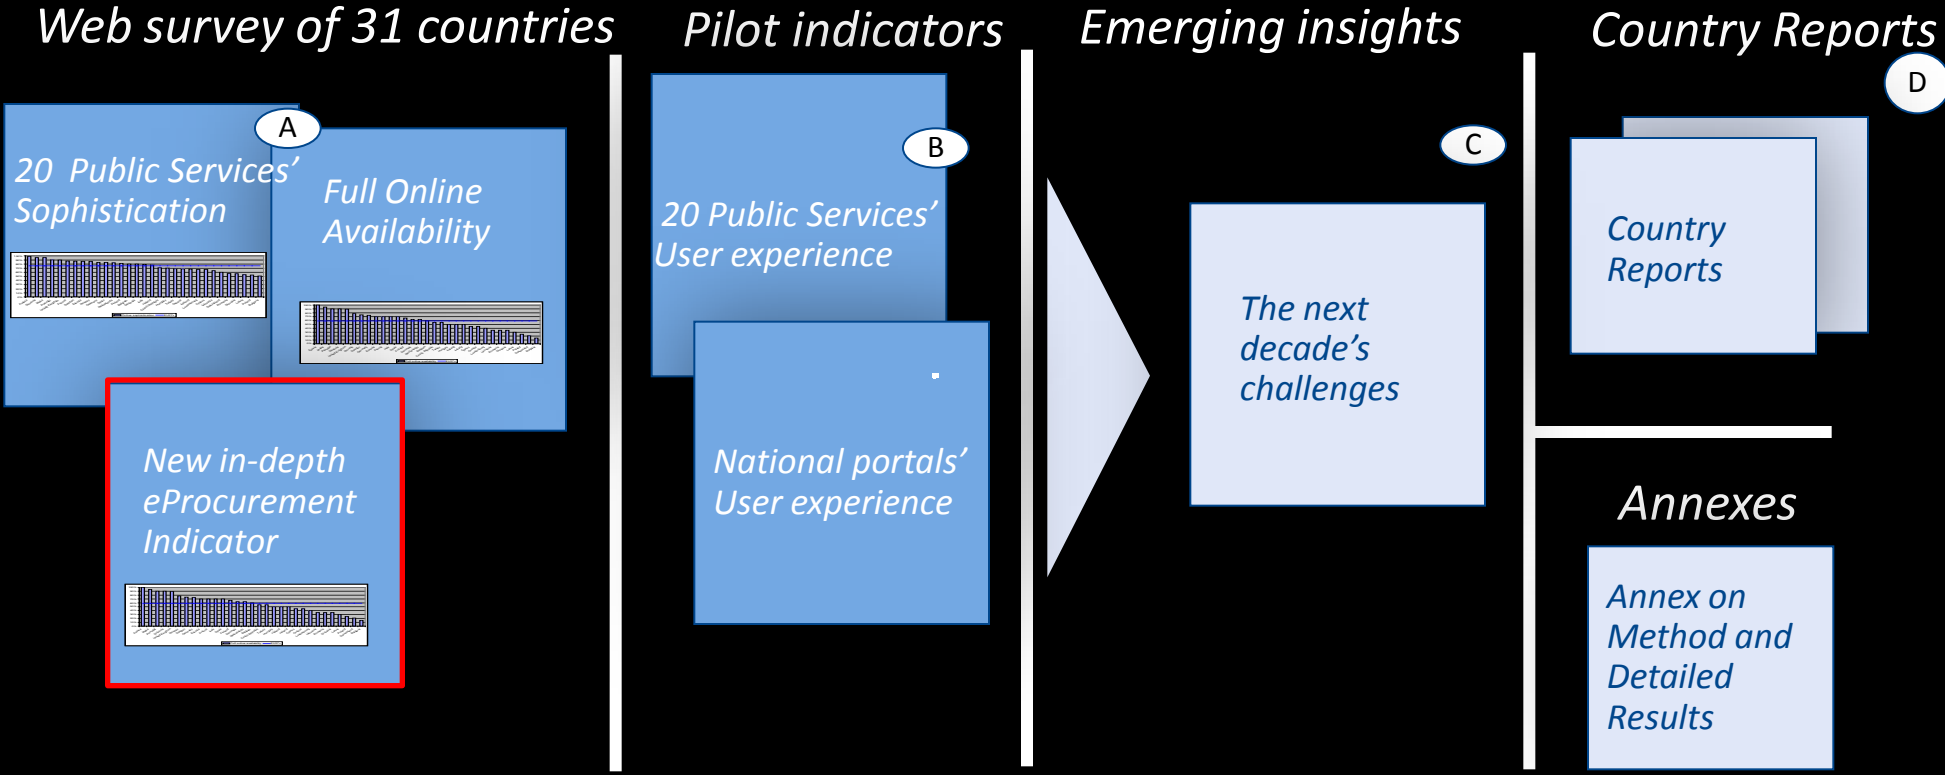 Web survey of 31 countries
A
20 Public Services’
Sophistication
Full Online
Availability
New in-depth
eProcurement
Indicator
Pilot indicators
B
20 Public Services’
User experience
National portals’
User experience
Emerging insights
C
The next
decade’s
challenges
Country Reports
D
Country
Reports
Annexes
Annex on
Method and
Detailed
Results